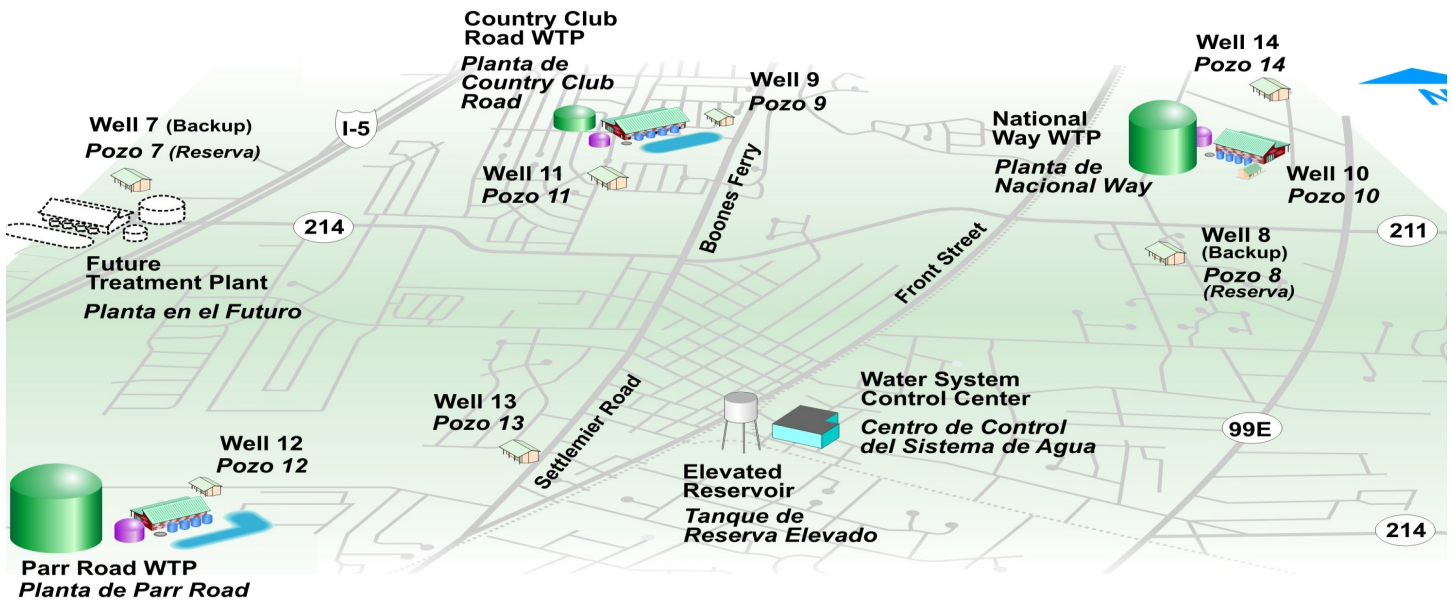 Country Club
Road WTP
Planta de
Country Club
Road
Well 9
Pozo 9
Well 14
Pozo 14
N
Well 7 (Backup)
Pozo 7 (Reserva)
I-5
National
Way WTP
Planta de
Nacional Way
Well 11
Pozo 11
Well 10
Pozo 10
Boones Ferry
214
211
Future
Treatment Plant
Planta en el Futuro
Front Street
Well 8
(Backup)
Pozo 8
(Reserva)
Well 13
Pozo 13
Settlemier Road
Water System
Control Center
Centro de Control
del Sistema de Agua
99E
Well 12
Pozo 12
Elevated
Reservoir
Tanque de
Reserva Elevado
214
Parr Road WTP
Planta de Parr Road